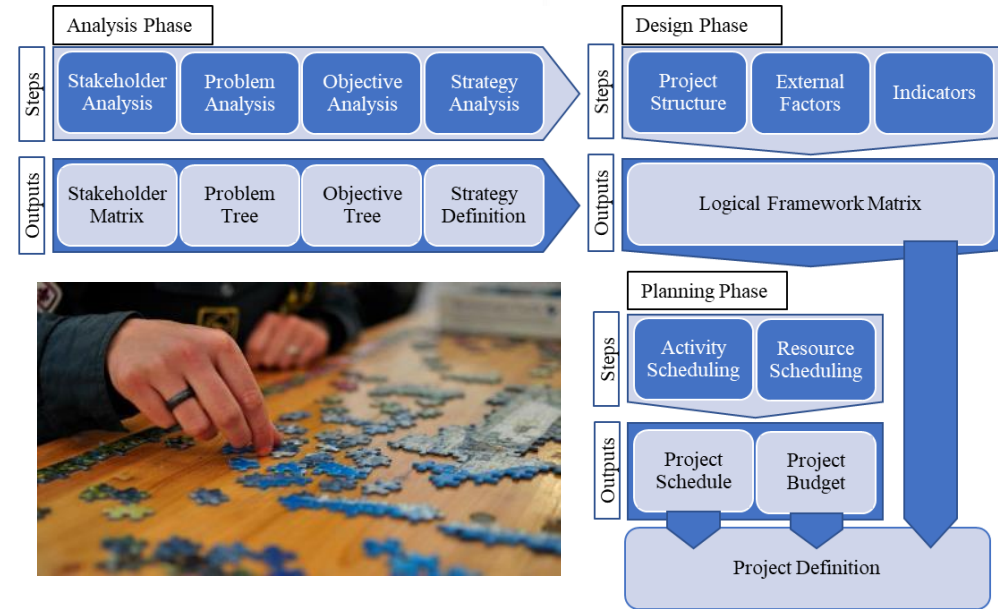 Analysis Phase
Steps
Stakeholder
Analysis
Problem
Analysis
Objective
Analysis
Strategy
Analysis
Outputs
Stakeholder
Matrix
Problem
Tree
Objective
Tree
Strategy
Definition
Design Phase
Steps
Project
Structure
External
Factors
Indicators
Outputs
Logical Framework Matrix
Planning Phase
Steps
Activity
Scheduling
Resource
Scheduling
Outputs
Project
Schedule
Project
Budget
Project Definition